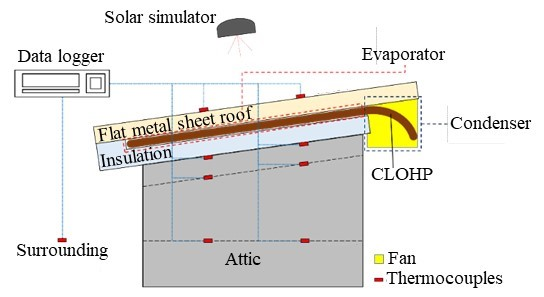 Solar simulator
Data logger
Evaporator
Flat metal sheet roof
Insulation
Condenser
CLOHP
Surrounding
Attic
Fan
Thermocouples